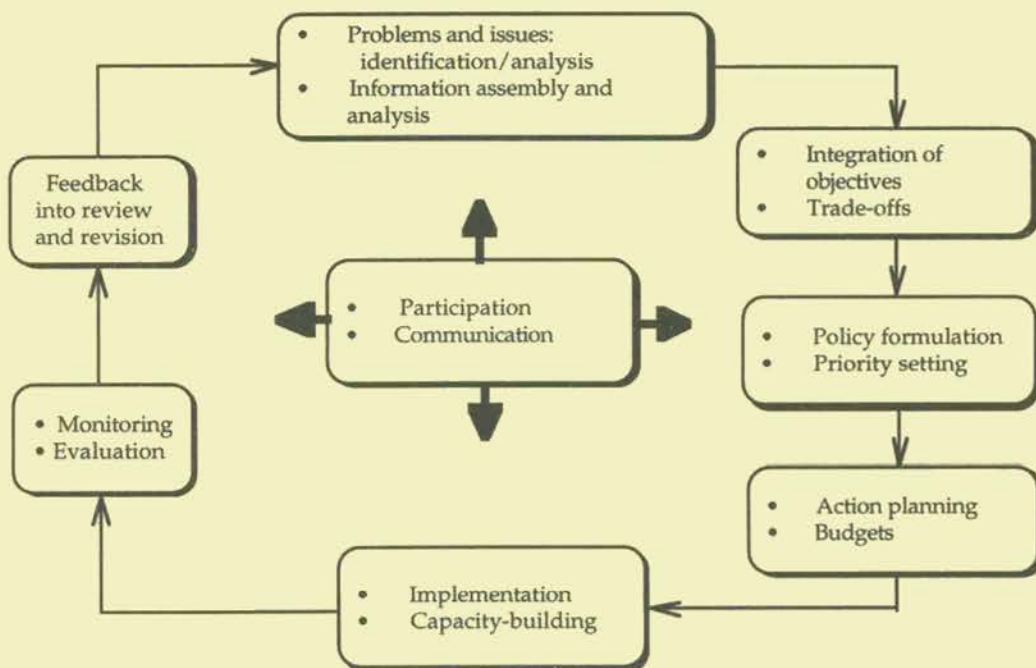 • Problems and issues:
identification/analysis
• Information assembly and
analysis
• Integration of
objectives
• Trade-offs
• Policy formulation
• Priority setting
• Action planning
• Budgets
• Implementation
• Capacity-building
• Monitoring
• Evaluation
Feedback
into review
and revision
• Participation
• Communication